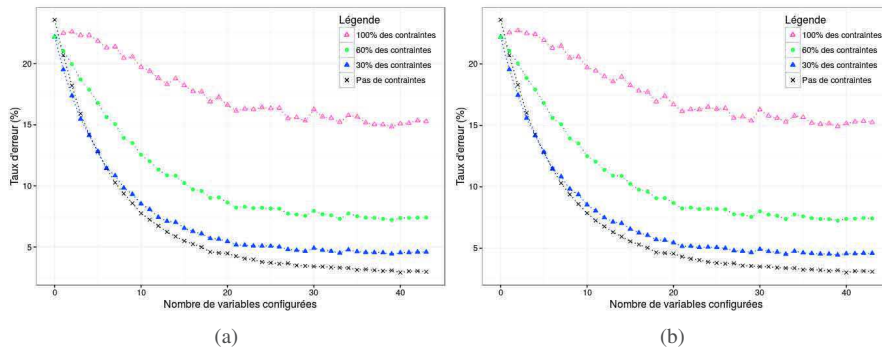 Légende
100% des contraintes
60% des contraintes
30% des contraintes
Pas de contraintes
Taux d'erreur (%)
20
15
10
5
0
10
20
30
40
Nombre de variables configurées
(a)
Légende
100% des contraintes
60% des contraintes
30% des contraintes
Pas de contraintes
Taux d'erreur (%)
20
15
10
5
0
10
20
30
40
Nombre de variables configurées
(b)